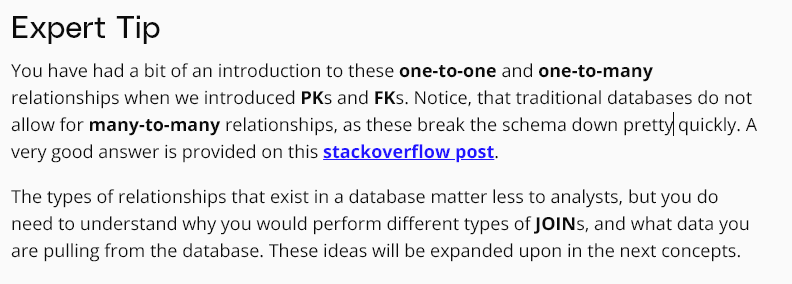 Expert Tip
You have had a bit of an introduction to these one-to-one and one-to-many
relationships when we introduced PKs and FKs. Notice, that traditional databases do not
allow for many-to-many relationships, as these break the schema down pretty quickly. A
very good answer is provided on this stackoverflow post.
The types of relationships that exist in a database matter less to analysts, but you do
need to understand why you would perform different types of JOINs, and what data you
are pulling from the database. These ideas will be expanded upon in the next concepts.